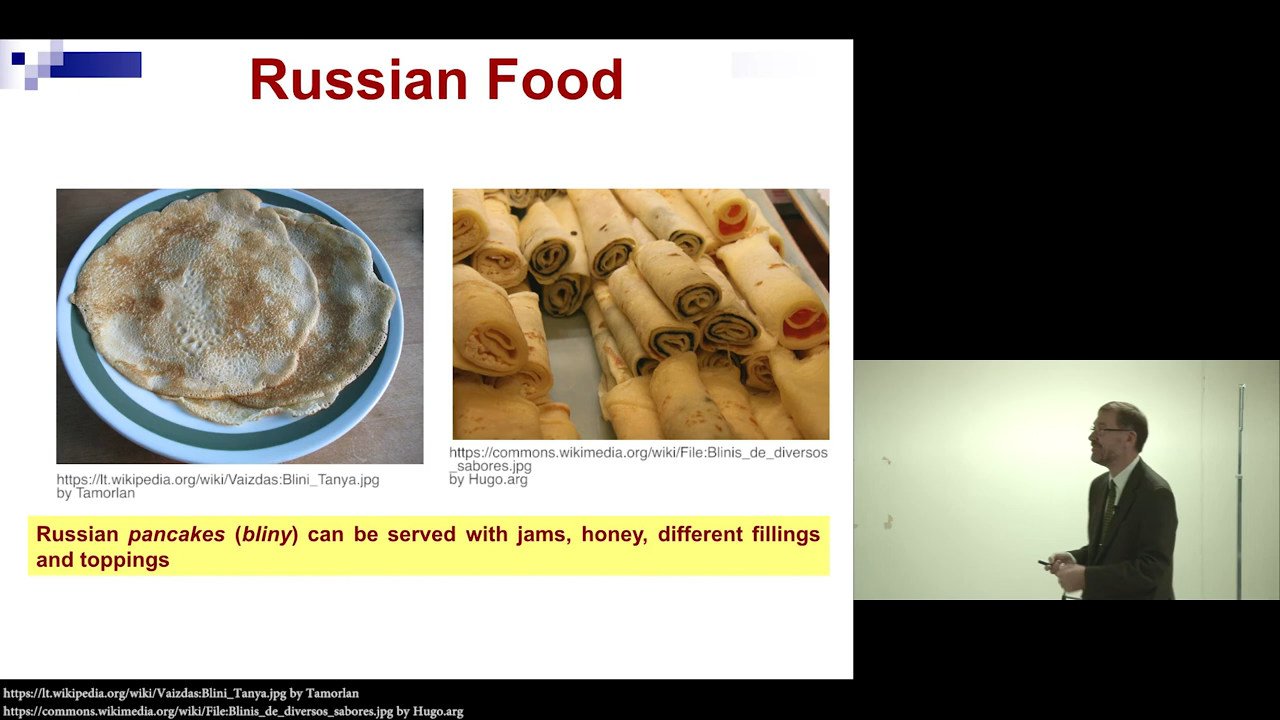 Russian Food
https://lt.wikipedia.org/wiki/Vaizdas:Blini_Tanya.jpg
by Tamorlan
https://commons.wikimedia.org/wiki/File:Blinis_de_diversos
_sabores.jpg
by Hugo.arg
Russian pancakes (bliny) can be served with jams, honey, different fillings
and toppings
https://lt.wikipedia.org/wiki/Vaizdas:Blini_Tanya.jpg by Tamorlan
https://commons.wikimedia.org/wiki/File:Blinis_de_diversos_sabores.jpg by Hugo.arg